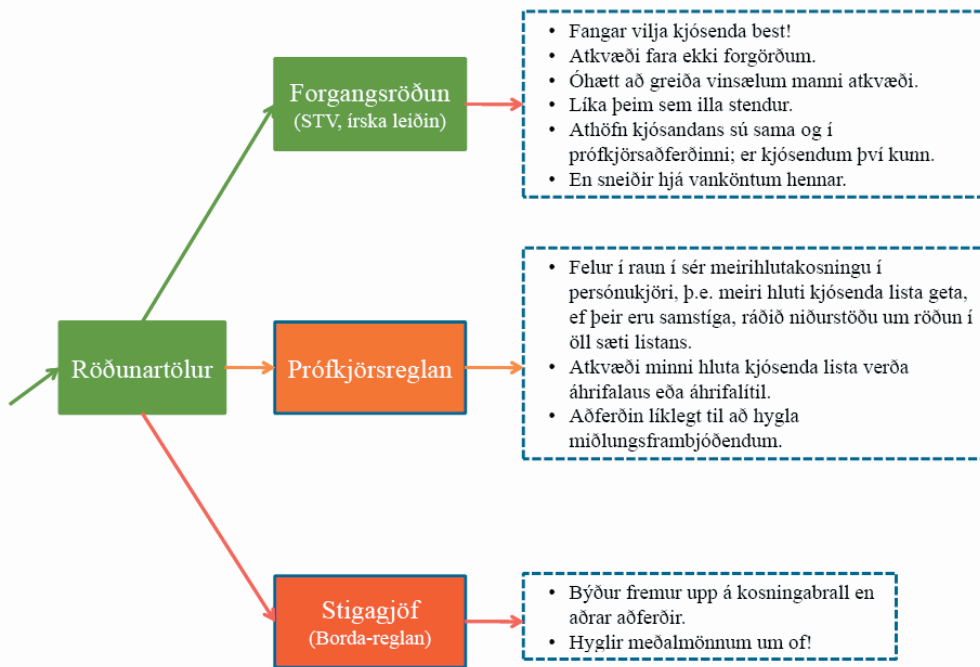 Röðunartölur
Forgangsröðun
(STV, írska leiðin)
• Fangar vilja kjósenda best!
• Atkvæði fara ekki forgörðum.
• Óhætt að greiða vinsælum manni atkvæði.
• Líka þeim sem illa stendur.
• Athöfn kjósandans sú sama og í
prófkjörsaðferðinni; er kjósendum því kunn.
• En sneiðir hjá vanköntum hennar.
Prófkjörsreglan
• Felur í raun í sér meirihlutakosningu í
persónukjöri, þ.e. meiri hluti kjósenda lista geta,
ef þeir eru samstíga, ráðið niðurstöðu um röðun í
öll sæti listans.
• Atkvæði minni hluta kjósenda lista verða
áhrifalaus eða áhrifalítil.
• Aðferðin líklegt til að hygla
miðlungsframbjóðendum.
Stigagjöf
(Borda-reglan)
• Býður fremur upp á kosningabrall en
aðrar aðferðir.
• Hyglir meðalmönnum um of!